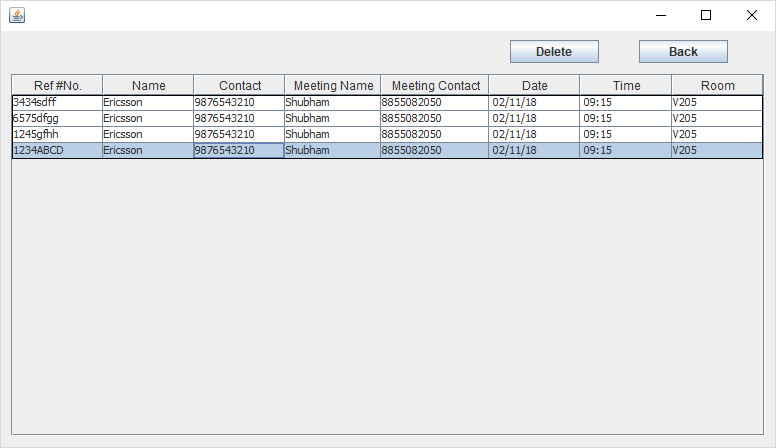 Delete Back
Ref #No. Name Contact Meeting Name Meeting Contact Date Time Room
3434sdff Ericsson 9876543210 Shubham 8855082050 02/11/18 09:15 V205
6575dfgg Ericsson 9876543210 Shubham 8855082050 02/11/18 09:15 V205
1245gfhh Ericsson 9876543210 Shubham 8855082050 02/11/18 09:15 V205
1234ABCD Ericsson 9876543210 Shubham 8855082050 02/11/18 09:15 V205